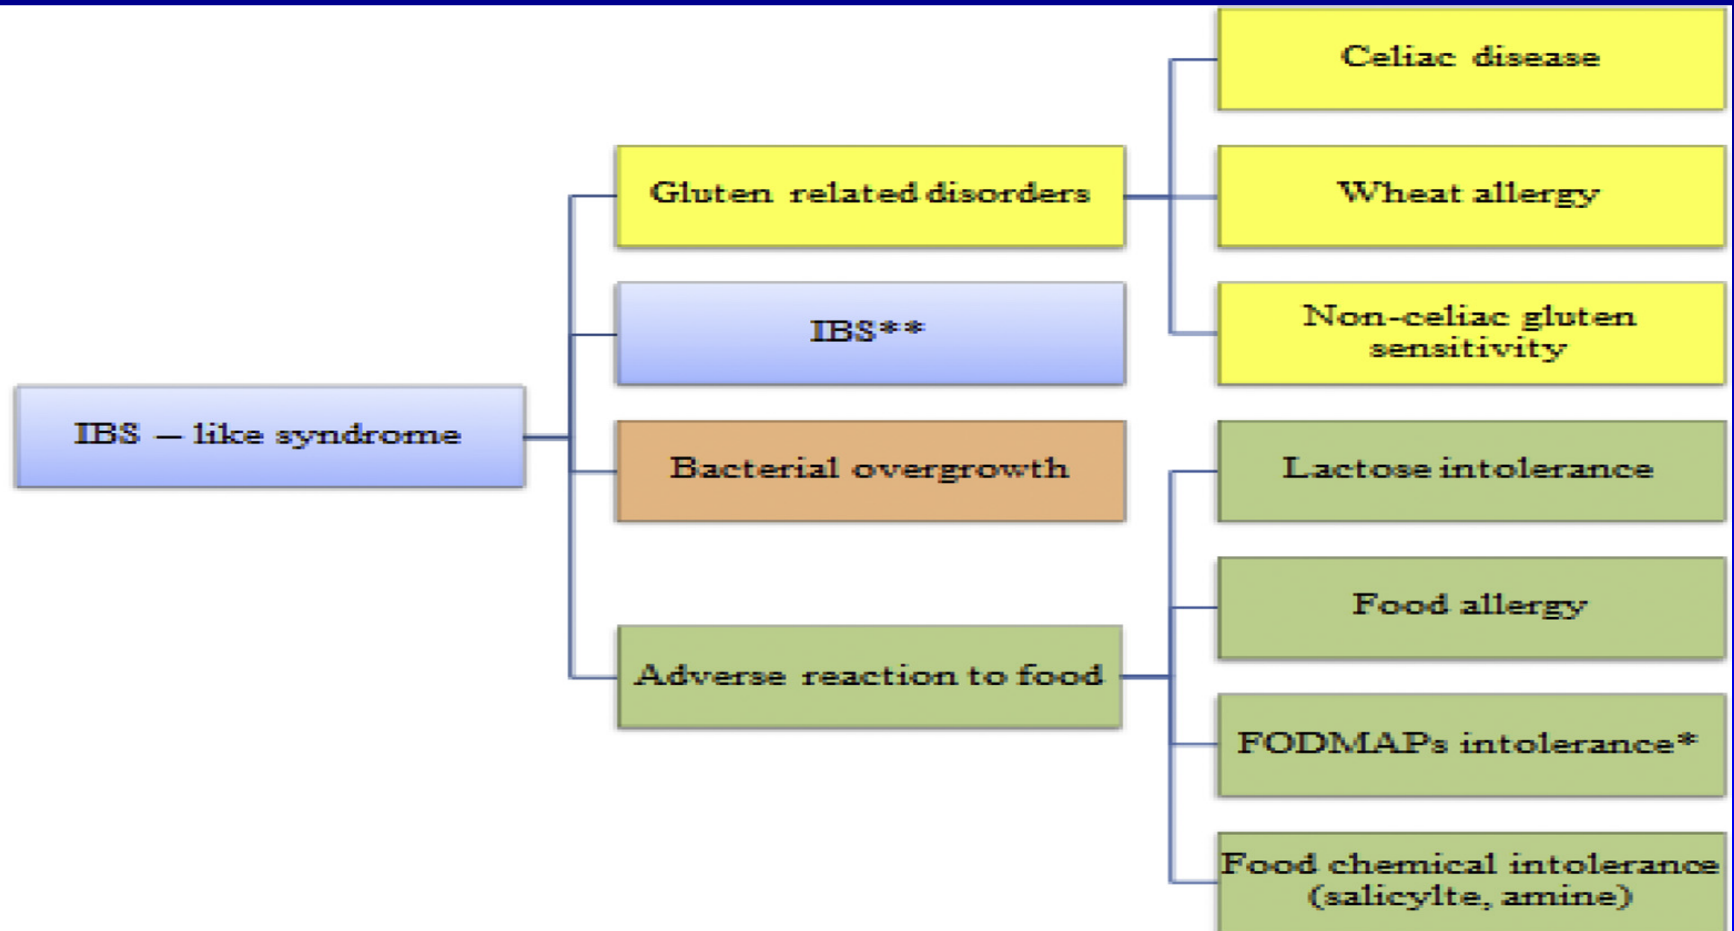 IBS – like syndrome
Gluten related disorders
IBS**
Bacterial overgrowth
Adverse reaction to food
Celiac disease
Wheat allergy
Non-celiac gluten
sensitivity
Lactose intolerance
Food allergy
FODMAPs intolerance*
Food chemical intolerance
(salicylte, amine)